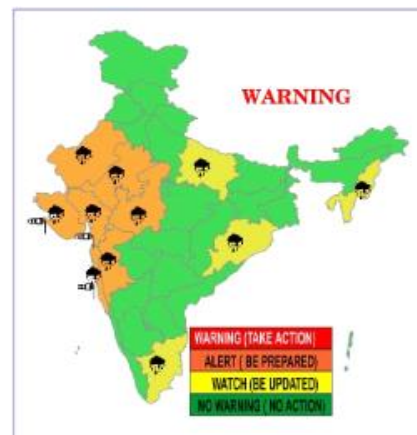 WARNING
WARNING (TAKE ACTION)
ALERT ( BE PREPARED)
WATCH (BE UPDATED)
NO WARNING ( NO ACTION)